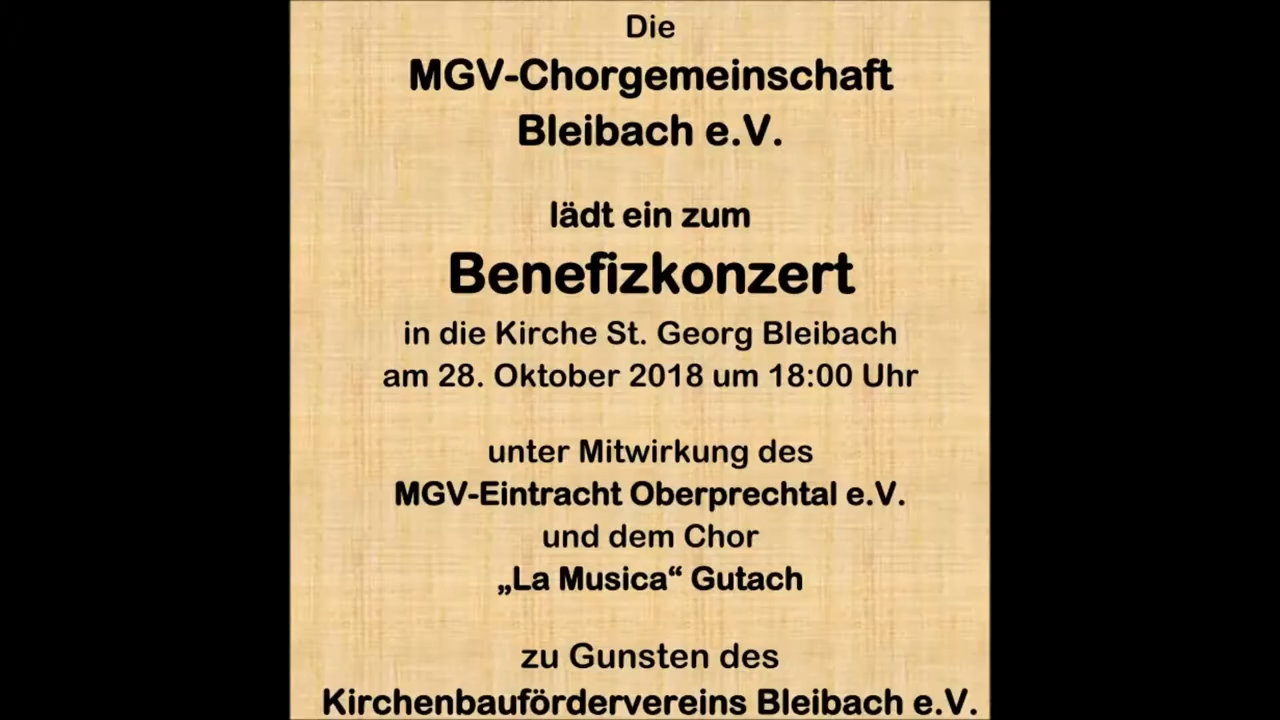 Die
MGV-Chorgemeinschaft
Bleibach e.V.
lädt ein zum
Benefizkonzert
in die Kirche St. Georg Bleibach
am 28. Oktober 2018 um 18:00 Uhr
unter Mitwirkung des
MGV-Eintracht Oberprechtal e.V.
und dem Chor
„La Musica“ Gutach
zu Gunsten des
Kirchenbaufördervereins Bleibach e.V.